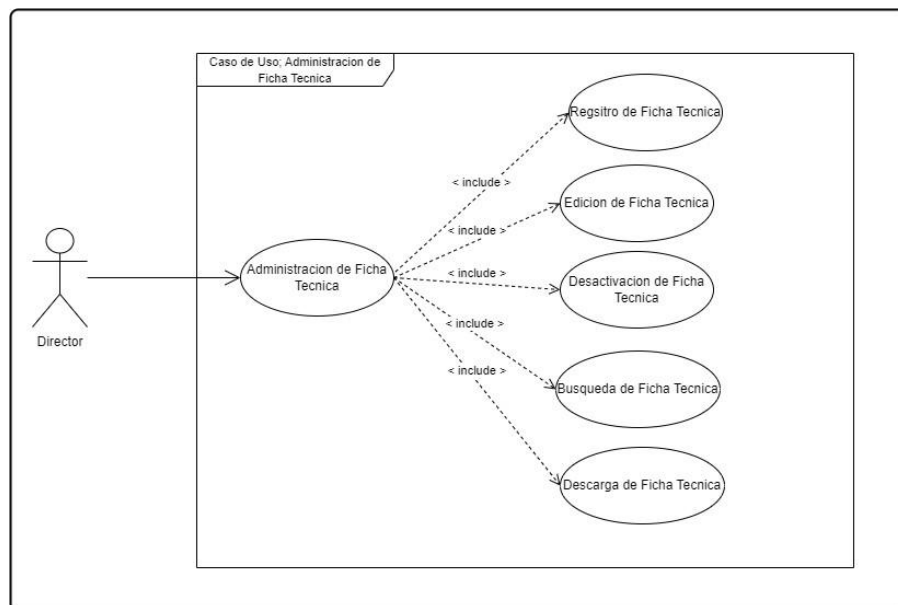 Caso de Uso; Administracion de
Ficha Tecnica
Regsitro de Ficha Tecnica
< include >
Edicion de Ficha Tecnica
< include >
Administracion de Ficha
Tecnica
< include >
Desactivacion de Ficha
Tecnica
< include >
Director
< include >
Busqueda de Ficha Tecnica
Descarga de Ficha Tecnica